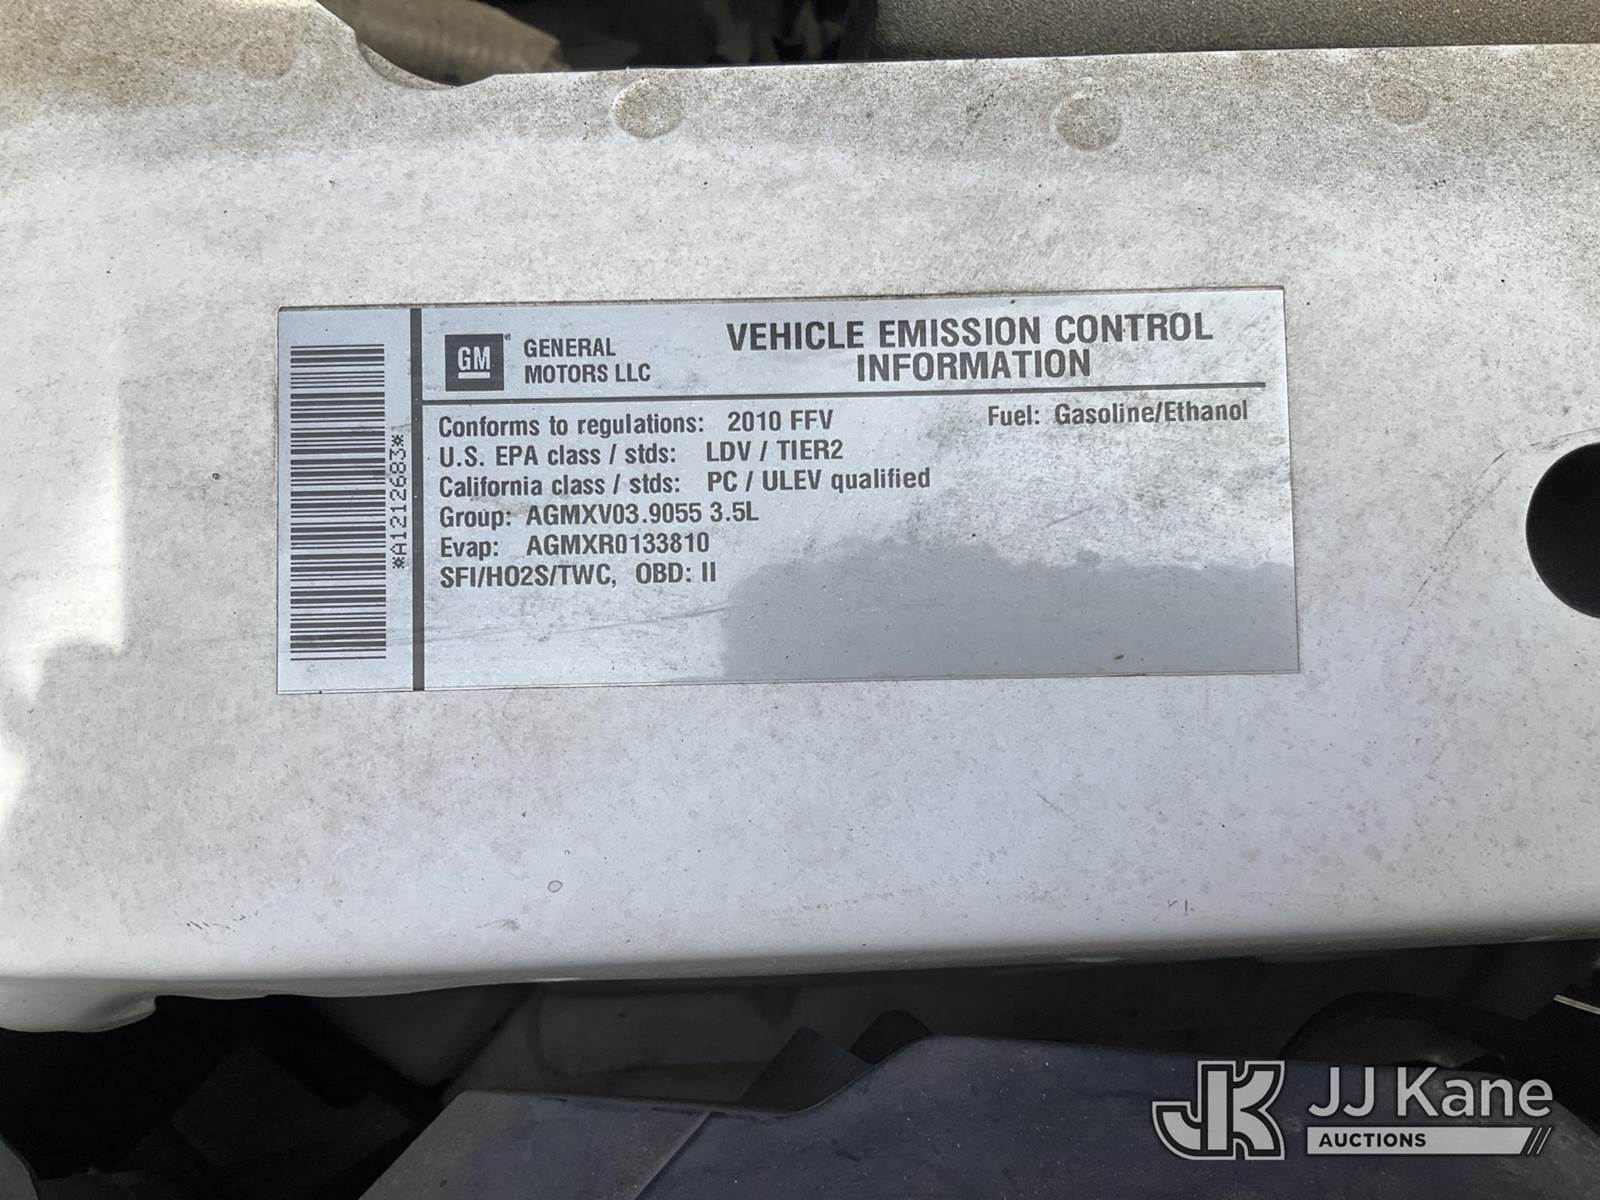 *A1212683*
GM
GENERAL
MOTORS LLC
VEHICLE EMISSION CONTROL
INFORMATION
Conforms to regulations: 2010 FFV
Fuel: Gasoline/Ethanol
U.S. EPA class / stds: LDV / TIER2
California class / stds: PC / ULEV qualified
Group: AGMXV03.9055 3.5L
Evap: AGMXR0133810
SFI/HO2S/TWC, OBD: II
JK JJ Kane
AUCTIONS